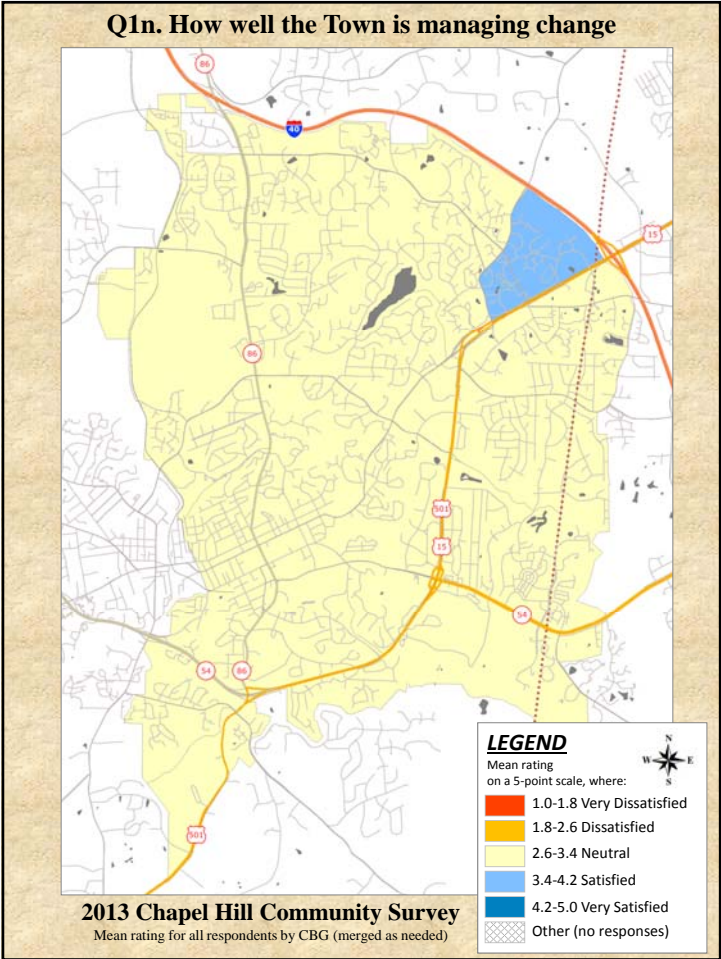 Q1n. How well the Town is managing change
86
40
15
86
501
15
54
54
86
501
LEGEND
Mean rating
on a 5-point scale, where:
N
W E
S
1.0-1.8 Very Dissatisfied
1.8-2.6 Dissatisfied
2.6-3.4 Neutral
3.4-4.2 Satisfied
4.2-5.0 Very Satisfied
Other (no responses)
2013 Chapel Hill Community Survey
Mean rating for all respondents by CBG (merged as needed)